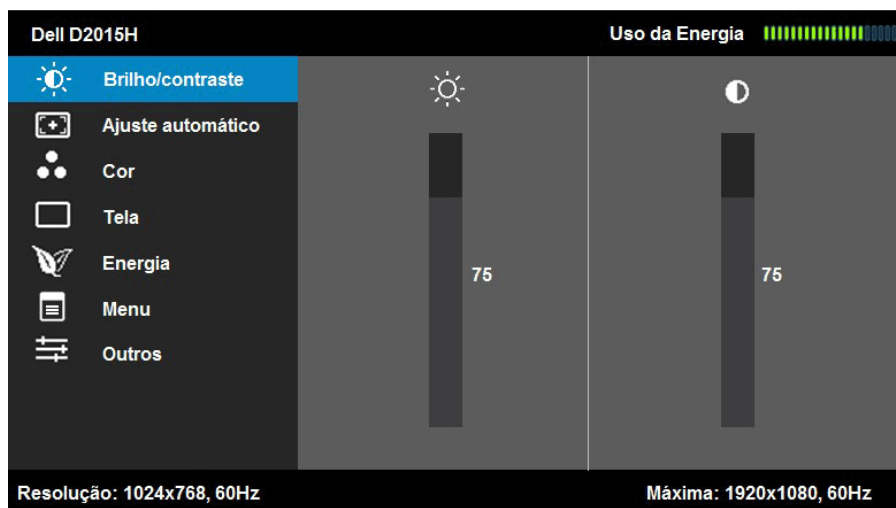 Dell D2015H
Uso da Energia
Brilho/contraste
Ajuste automático
Cor
Tela
Energia
Menu
Outros
75
75
Resolução: 1024x768, 60Hz
Máxima: 1920x1080, 60Hz